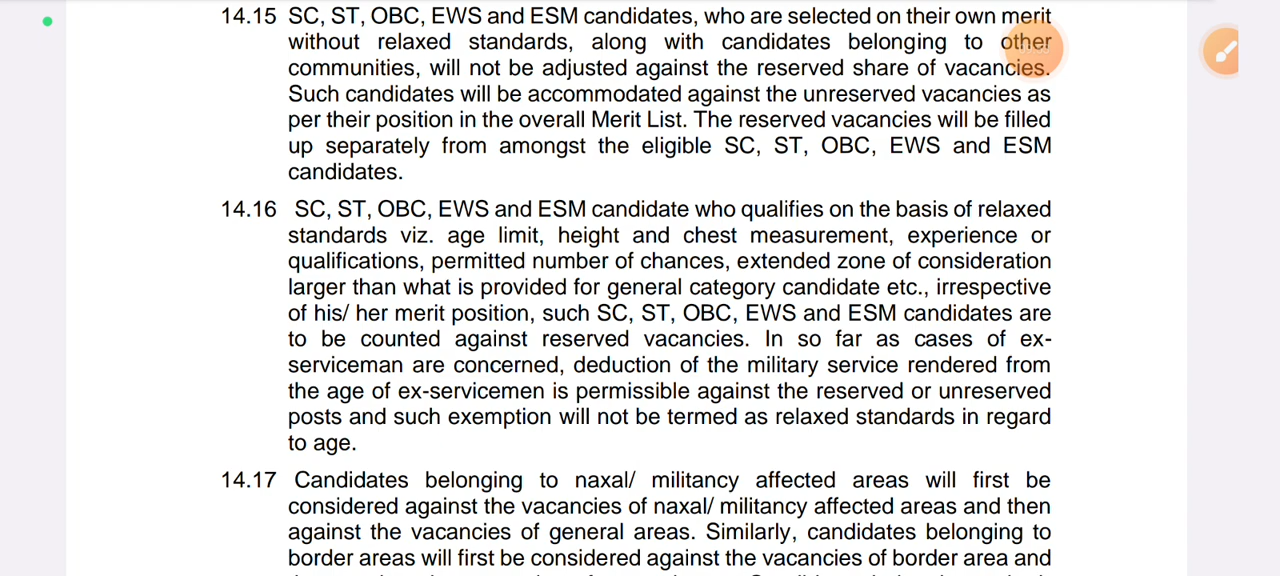 14.15 SC, ST, OBC, EWS and ESM candidates, who are selected on their own merit
without relaxed standards, along with candidates belonging to other
communities, will not be adjusted against the reserved share of vacancies.
Such candidates will be accommodated against the unreserved vacancies as
per their position in the overall Merit List. The reserved vacancies will be filled
up separately from amongst the eligible SC, ST, OBC, EWS and ESM
candidates.
14.16 SC, ST, OBC, EWS and ESM candidate who qualifies on the basis of relaxed
standards viz. age limit, height and chest measurement, experience or
qualifications, permitted number of chances, extended zone of consideration
larger than what is provided for general category candidate etc., irrespective
of his/ her merit position, such SC, ST, OBC, EWS and ESM candidates are
to be counted against reserved vacancies. In so far as cases of ex-
serviceman are concerned, deduction of the military service rendered from
the age of ex-servicemen is permissible against the reserved or unreserved
posts and such exemption will not be termed as relaxed standards in regard
to age.
14.17 Candidates belonging to naxal/ militancy affected areas will first be
considered against the vacancies of naxal/ militancy affected areas and then
against the vacancies of general areas. Similarly, candidates belonging to
border areas will first be considered against the vacancies of border area and